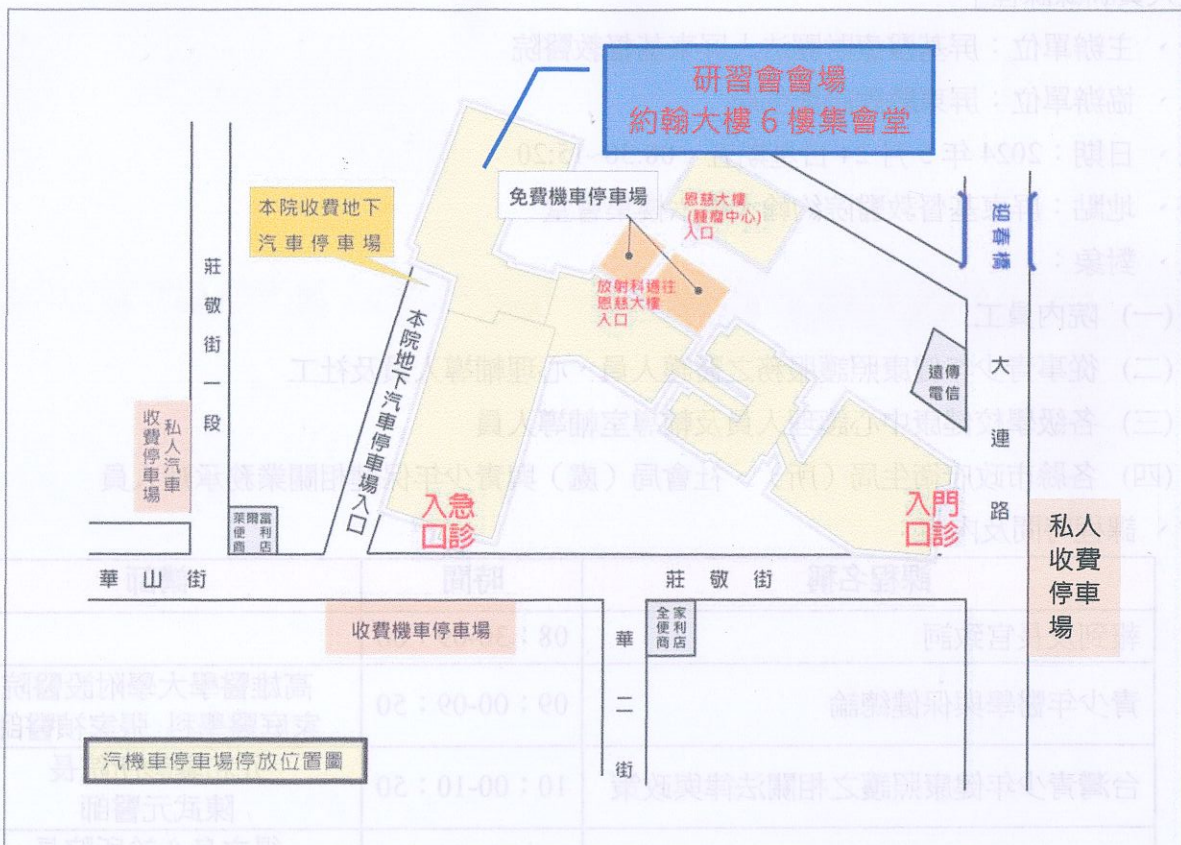 研習會會場
約翰大樓 6 樓集會堂
免費機車停車場
恩慈大樓
(腫瘤中心)
入口
迎春橋
本院收費地下
汽車停車場
莊敬街一段
放射科通往
恩慈大樓
入口
本院地下汽車停車場入口
遠傳
電信
大連路
私人汽車
收費停車場
萊爾富
便利
商店
急診
入口
門診
入口
私人
收費
停車
場
華山街
莊敬街
收費機車停車場
全家
便利
商店
華二街
汽機車停車場停放位置圖